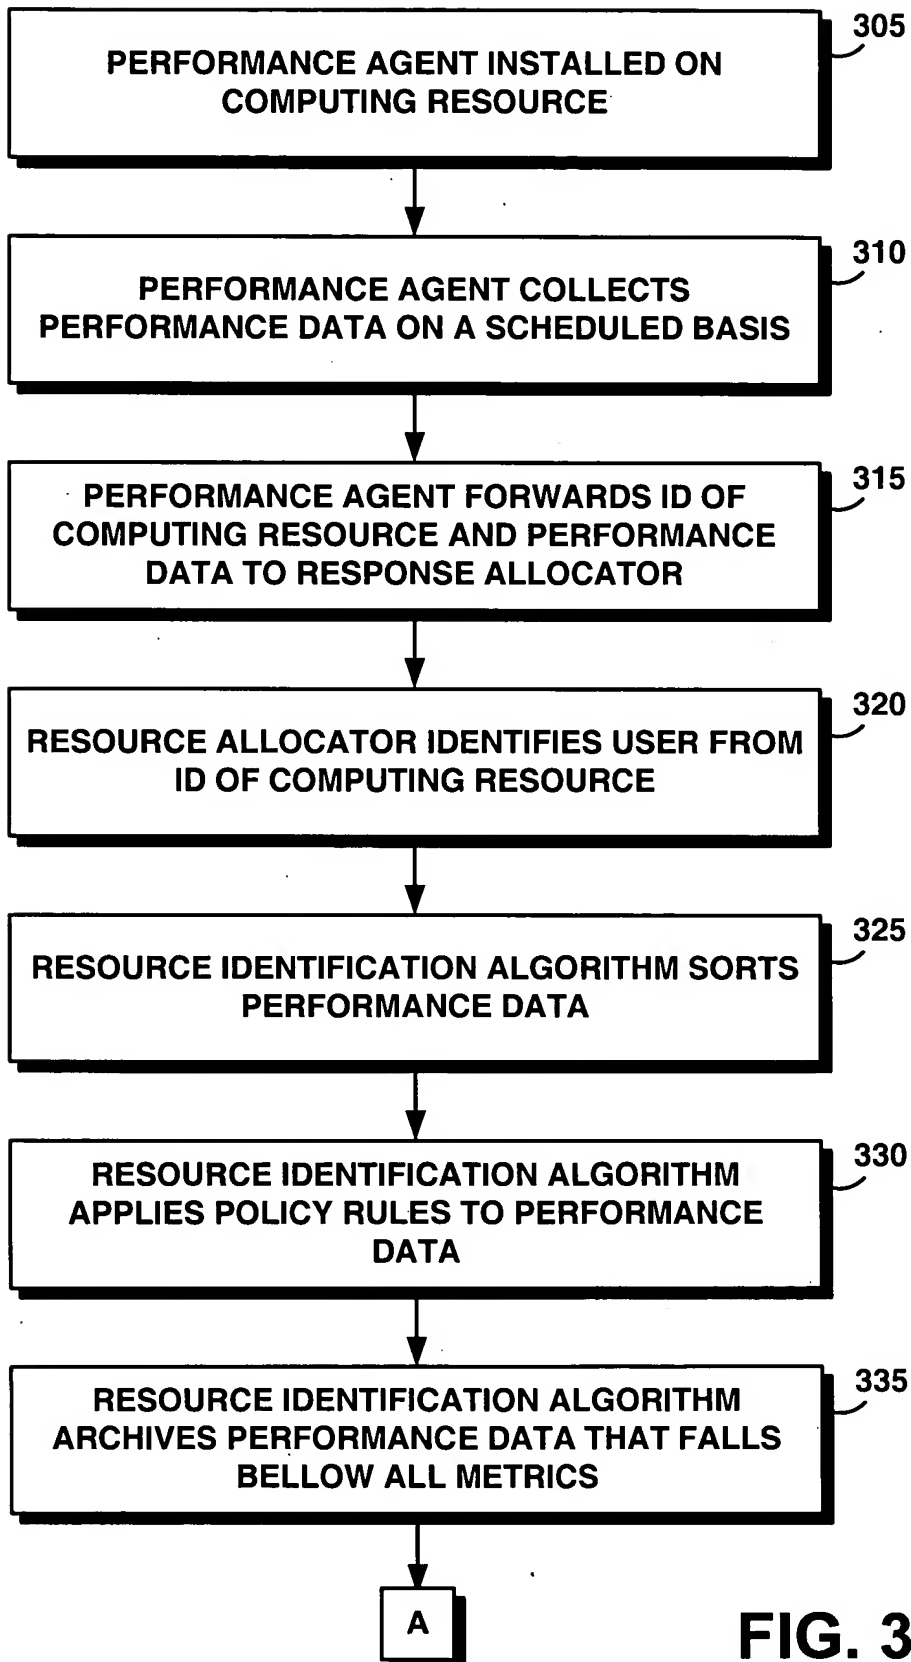 305
PERFORMANCE AGENT INSTALLED ON
COMPUTING RESOURCE
310
PERFORMANCE AGENT COLLECTS
PERFORMANCE DATA ON A SCHEDULED BASIS
315
PERFORMANCE AGENT FORWARDS ID OF
COMPUTING RESOURCE AND PERFORMANCE
DATA TO RESPONSE ALLOCATOR
320
RESOURCE ALLOCATOR IDENTIFIES USER FROM
ID OF COMPUTING RESOURCE
325
RESOURCE IDENTIFICATION ALGORITHM SORTS
PERFORMANCE DATA
330
RESOURCE IDENTIFICATION ALGORITHM
APPLIES POLICY RULES TO PERFORMANCE
DATA
335
RESOURCE IDENTIFICATION ALGORITHM
ARCHIVES PERFORMANCE DATA THAT FALLS
BELLOW ALL METRICS
A
FIG. 3